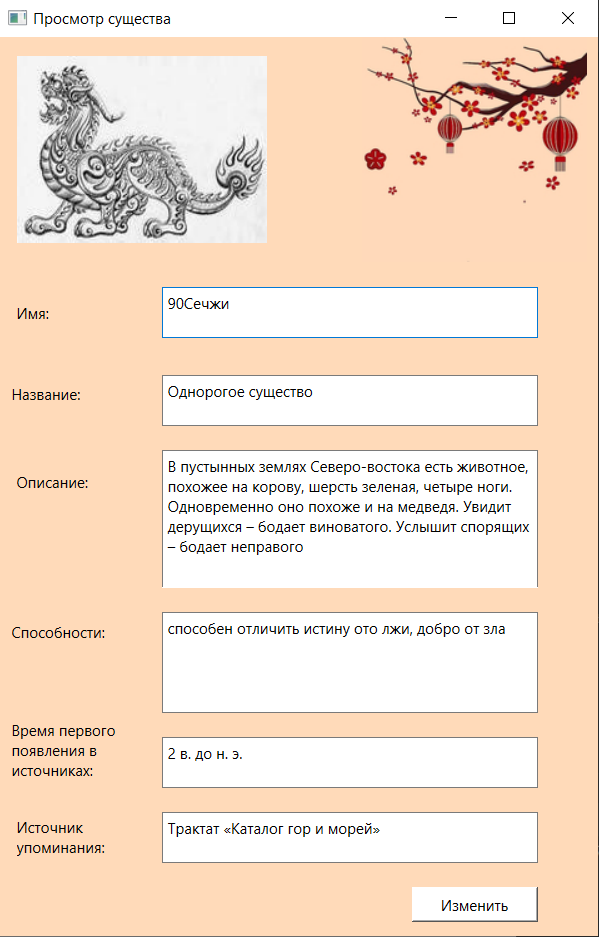 Просмотр существа
Имя:
90Сечжи
Название:
Однорогое существо
Описание:
В пустынных землях Северо-востока есть животное,
похожее на корову, шерсть зеленая, четыре ноги.
Одновременно оно похоже и на медведя. Увидит
дерущихся – бодает виноватого. Услышит спорящих
– бодает неправого
Способности:
способен отличить истину ото лжи, добро от зла
Время первого
появления в
источниках:
2 в. до н. э.
Источник
упоминания:
Трактат «Каталог гор и морей»
Изменить